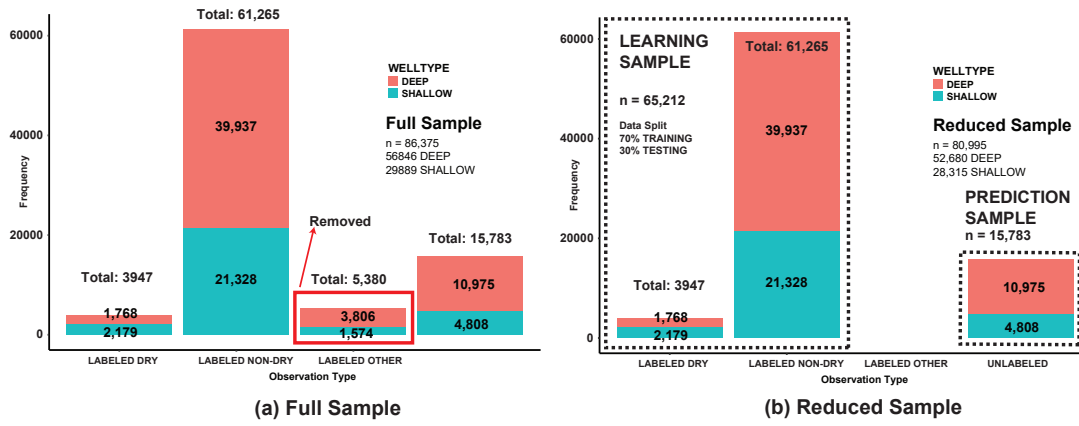 Total: 61,265
60000
40000
20000
0
Frequency
WELLTYPE
DEEP
SHALLOW
Full Sample
n = 86,375
56846 DEEP
29889 SHALLOW
39,937
21,328
Removed
Total: 3947
1,768
2,179
Total: 5,380
3,806
1,574
Total: 15,783
10,975
4,808
LABELED DRY
LABELED NON-DRY
LABELED OTHER
Observation Type
(a) Full Sample
60000
40000
20000
0
Frequency
LEARNING
SAMPLE
n = 65,212
Data Split
70% TRAINING
30% TESTING
Total: 61,265
39,937
21,328
WELLTYPE
DEEP
SHALLOW
Reduced Sample
n = 80,995
52,680 DEEP
28,315 SHALLOW
PREDICTION
SAMPLE
n = 15,783
Total: 3947
1,768
2,179
10,975
4,808
LABELED DRY
LABELED NON-DRY
LABELED OTHER
UNLABELED
Observation Type
(b) Reduced Sample